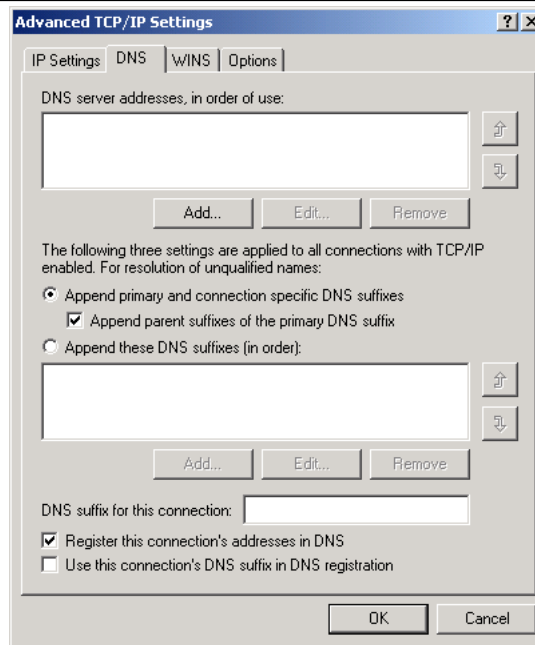 Advanced TCP/IP Settings
IP Settings DNS WINS Options
DNS server addresses, in order of use:
Add... Edit... Remove
The following three settings are applied to all connections with TCP/IP
enabled. For resolution of unqualified names:
Append primary and connection specific DNS suffixes
Append parent suffixes of the primary DNS suffix
Append these DNS suffixes (in order):
Add... Edit... Remove
DNS suffix for this connection:
Register this connection's addresses in DNS
Use this connection's DNS suffix in DNS registration
OK Cancel